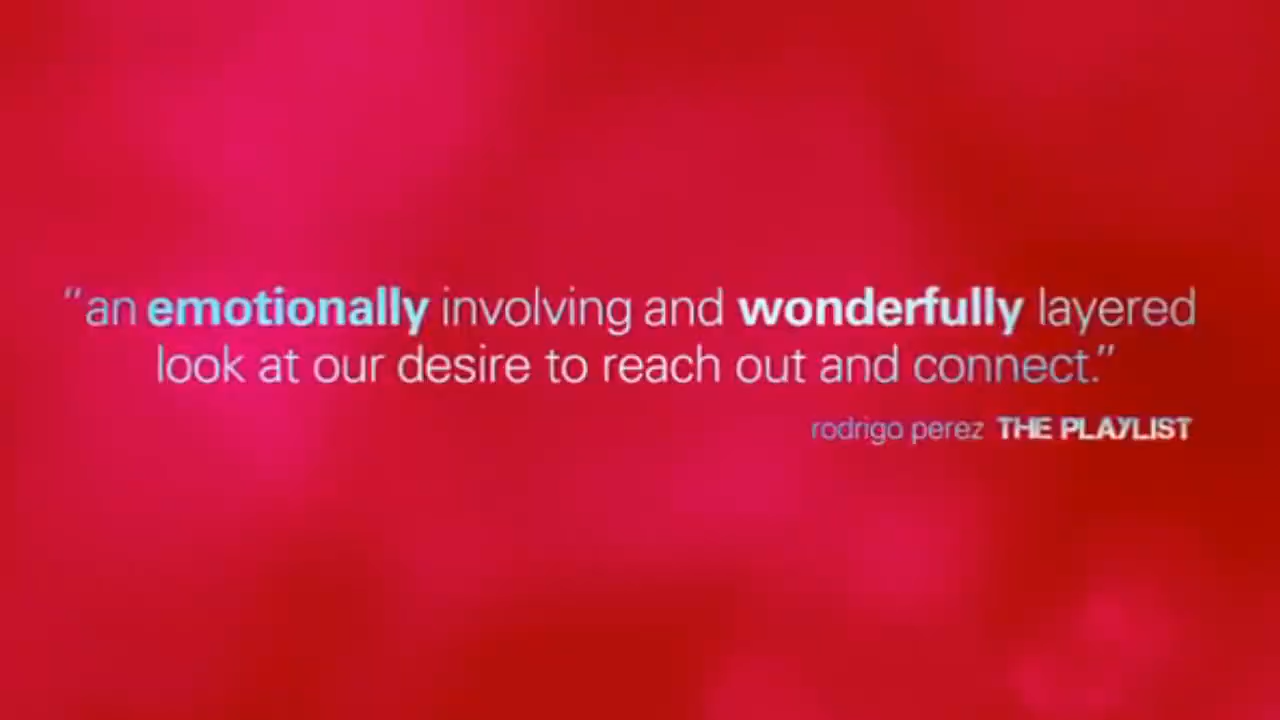 “an emotionally involving and wonderfully layered
look at our desire to reach out and connect.”
rodrigo perez THE PLAYLIST